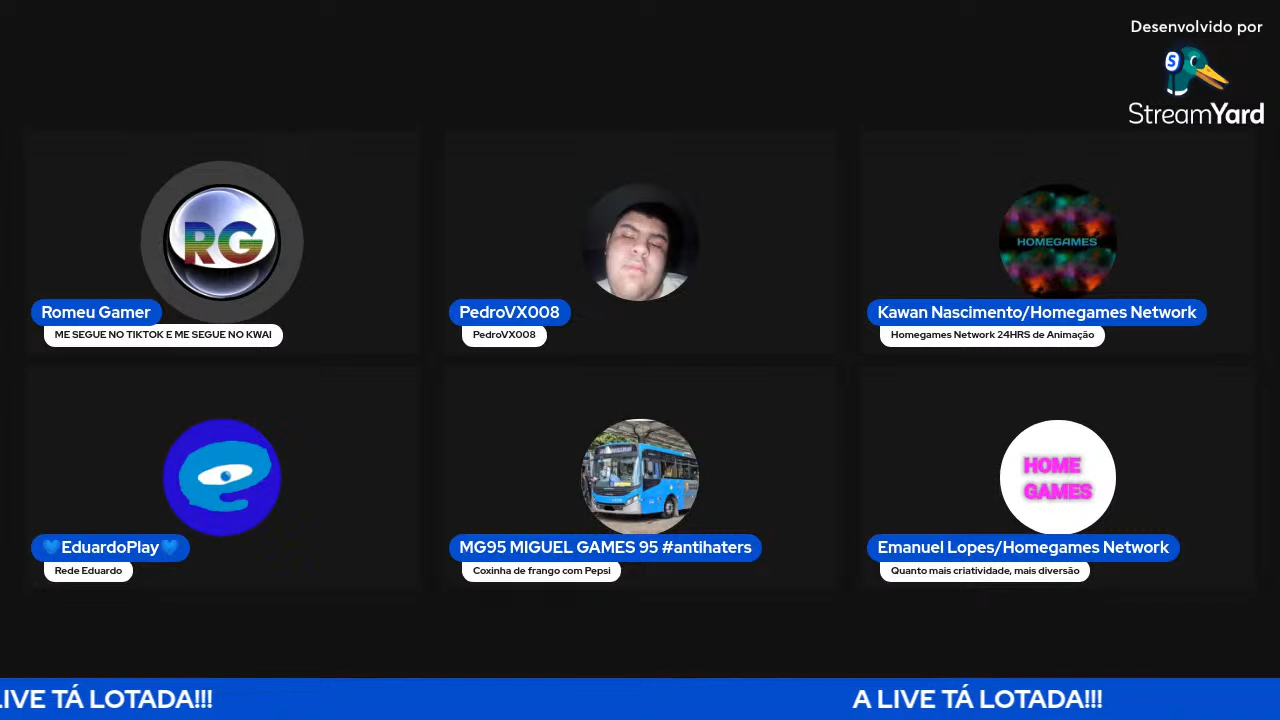 Desenvolvido por
S
StreamYard
RG
Romeu Gamer
ME SEGUE NO TIKTOK E ME SEGUE NO KWAI
PedroVX008
PedroVX008
HOMEGAMES
Kawan Nascimento/Homegames Network
Homegames Network 24HRS de Animação
💙EduardoPlay💙
Rede Eduardo
MG95 MIGUEL GAMES 95 #antihaters
Coxinha de frango com Pepsi
HOME
GAMES
Emanuel Lopes/Homegames Network
Quanto mais criatividade, mais diversão
LIVE TÁ LOTADA!!!
A LIVE TÁ LOTADA!!!